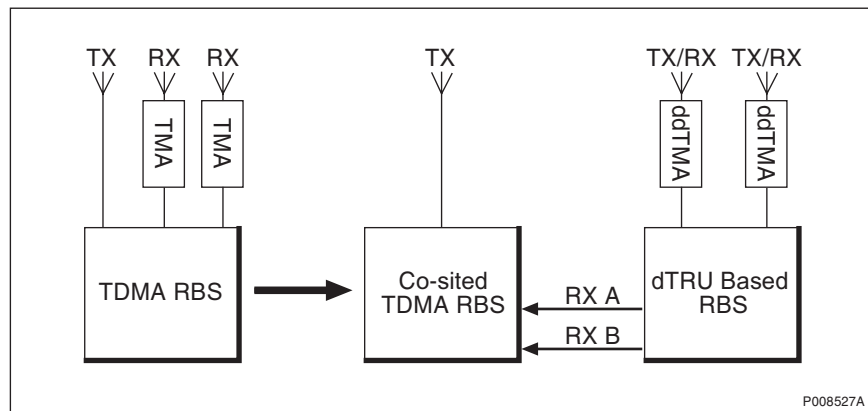 TX RX RX TX TX/RX TX/RX
TMA TMA ddTMA ddTMA
TDMA RBS
Co-sited
TDMA RBS
RX A
RX B
dTRU Based
RBS
P008527A